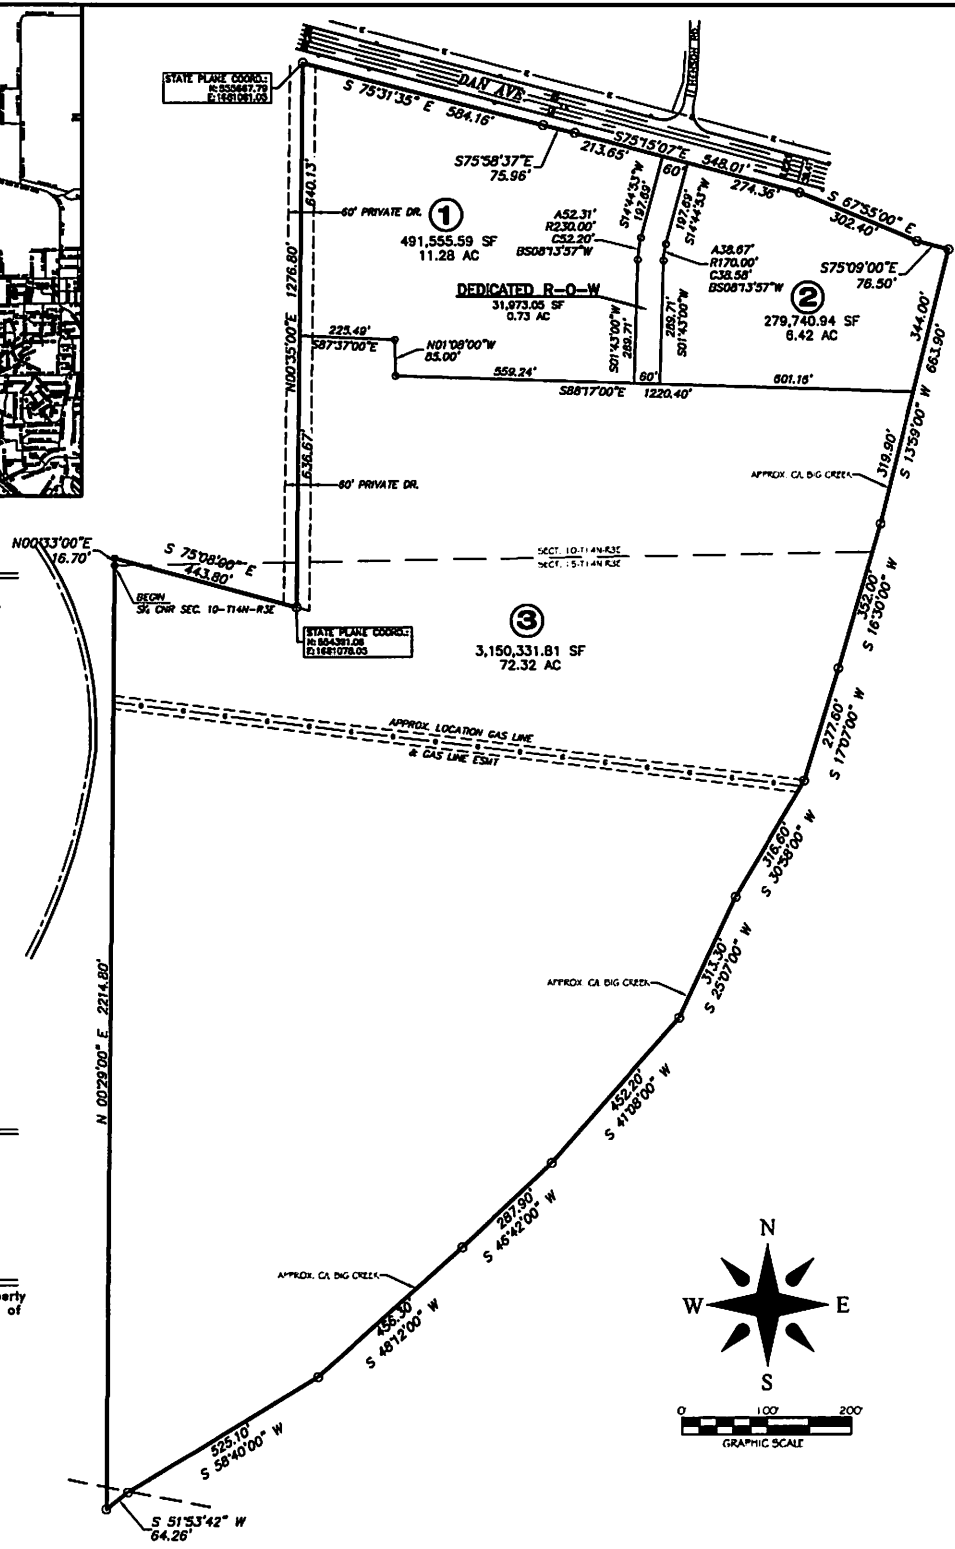 STATE PLANE COORD.:
E:1681081.03
DAN AVE
S 75°31'35" E
584.16'
S75°58'37"E
75.96'
213.65'
S75°15'07"E
548.01'
274.36'
60'
S 67°55'00" E
302.40'
S75°09'00"E
76.50'
640.13'
60' PRIVATE DR.
1
491,555.59 SF
11.28 AC
S14°44'53"W
197.69'
197.69'
S14°44'53"W
A52.31'
R230.00'
C52.20'
BS08°13'57"W
A38.67'
R170.00'
C38.58'
BS08°13'57"W
DEDICATED R-O-W
31,973.05 SF
0.73 AC
2
279,740.94 SF
6.42 AC
344.00'
S 13°59'00" W 663.90'
N00°35'00"E 1276.80'
225.49'
S87°37'00"E
N01°08'00"W
85.00'
S01°43'00"W
289.71'
289.71'
S01°43'00"W
559.24'
60'
601.16'
S88°17'00"E
1220.40'
319.90'
APPROX. C/L BIG CREEK
636.67'
60' PRIVATE DR.
N00°33'00"E
16.70'
S 75°08'00" E
443.80'
BEGIN
S¼ CNR SEC. 10-T14N-R3E
SECT. 10-T14N-R3E
SECT. 15-T14N-R3E
STATE PLANE COORD.:
N:554391.06
E:1681078.03
3
3,150,331.81 SF
72.32 AC
352.00'
S 16°30'00" W
277.60'
S 17°07'00" W
APPROX. LOCATION GAS LINE
& GAS LINE ESMT
316.60'
S 30°58'00" W
313.30'
S 25°07'00" W
APPROX. C/L BIG CREEK
N 00°29'00" E 2214.80'
452.20'
S 41°08'00" W
287.90'
S 46°42'00" W
APPROX. C/L BIG CREEK
456.30'
S 48°12'00" W
525.10'
S 58°40'00" W
S 51°53'42" W
64.26'
erty
of
N
W
E
S
0'
100'
200'
GRAPHIC SCALE